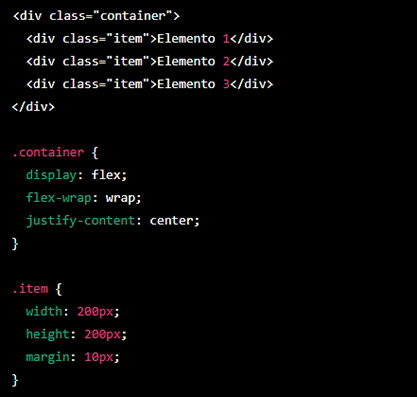 <div class="container">
<div class="item">Elemento 1</div>
<div class="item">Elemento 2</div>
<div class="item">Elemento 3</div>
</div>
.container {
display: flex;
flex-wrap: wrap;
justify-content: center;
}
.item {
width: 200px;
height: 200px;
margin: 10px;
}